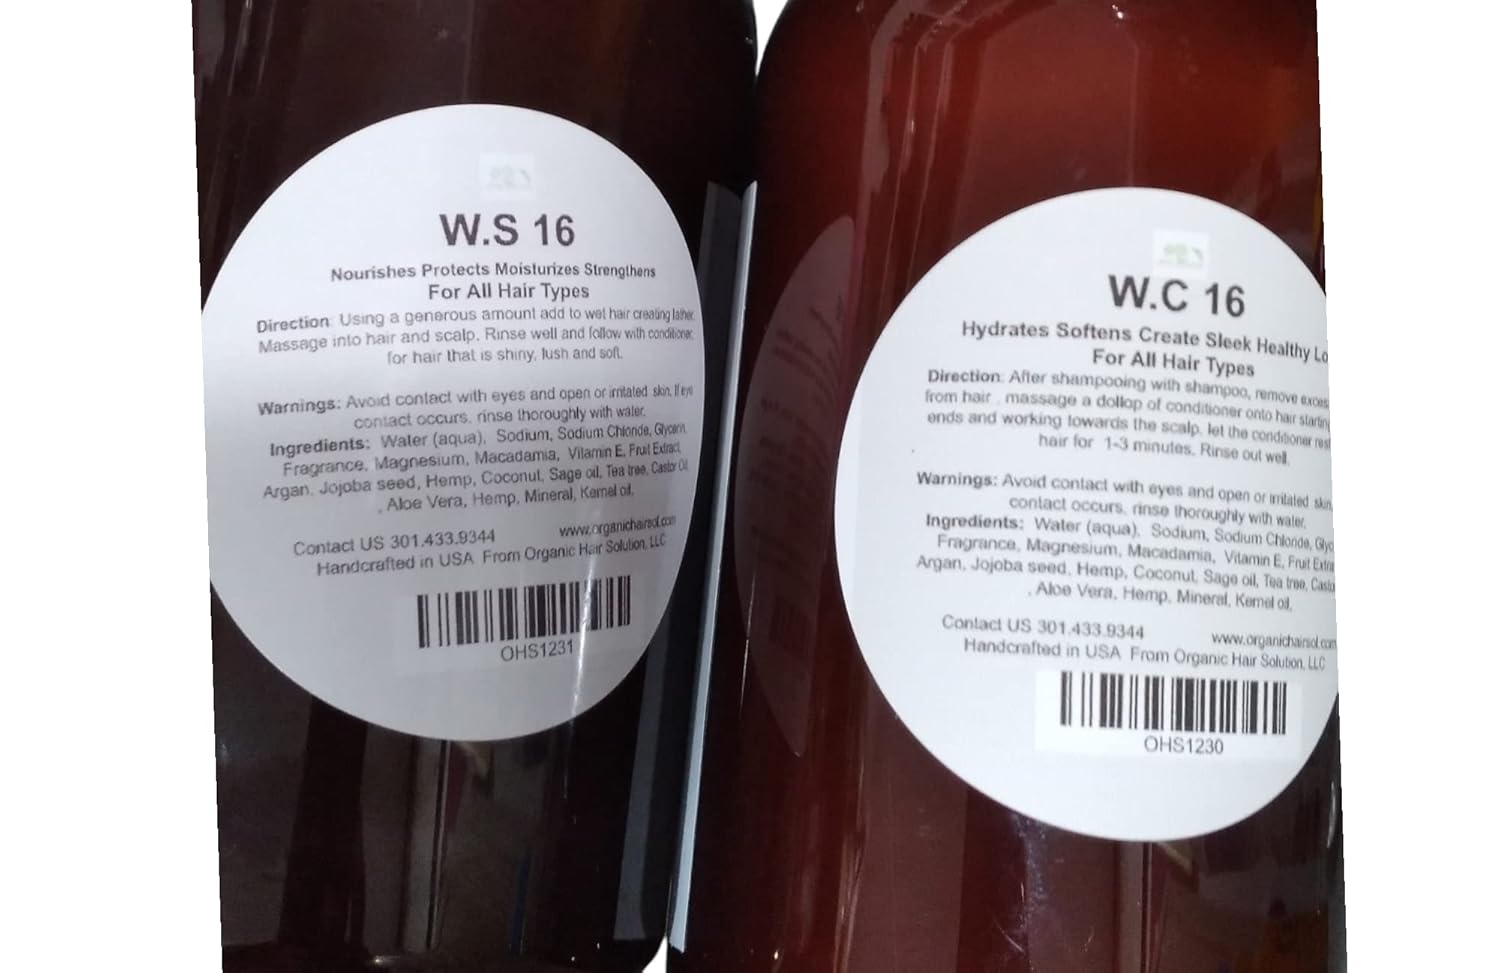 W.S 16
Nourishes Protects Moisturizes Strengthens
For All Hair Types
Direction: Using a generous amount add to wet hair creating lather.
Massage into hair and scalp. Rinse well and follow with conditioner.
for hair that is shiny, lush and soft.
Warnings: Avoid contact with eyes and open or irritated skin. If eye
contact occurs, rinse thoroughly with water.
Ingredients: Water (aqua), Sodium, Sodium Chloride, Glycerin,
Fragrance, Magnesium, Macadamia, Vitamin E, Fruit Extract,
Argan, Jojoba seed, Hemp, Coconut, Sage oil, Tea tree, Castor Oil
, Aloe Vera, Hemp, Mineral, Kernel oil,
Contact US 301.433.9344 www.organichairsol.com
Handcrafted in USA From Organic Hair Solution, LLC
OHS1231
W.C 16
Hydrates Softens Create Sleek Healthy Lo
For All Hair Types
Direction: After shampooing with shampoo, remove exces
from hair , massage a dollop of conditioner onto hair starting
ends and working towards the scalp, let the conditioner rest
hair for 1-3 minutes, Rinse out well,
Warnings: Avoid contact with eyes and open or irritated skin,
contact occurs, rinse thoroughly with water,
Ingredients: Water (aqua), Sodium, Sodium Chloride, Glyc
Fragrance, Magnesium, Macadamia, Vitamin E, Fruit Extra
Argan, Jojoba seed, Hemp, Coconut, Sage oil, Tea tree, Casto
, Aloe Vera, Hemp, Mineral, Kernel oil,
Contact US 301.433.9344 www.organichairsol.com
Handcrafted in USA From Organic Hair Solution, LLC
OHS1230